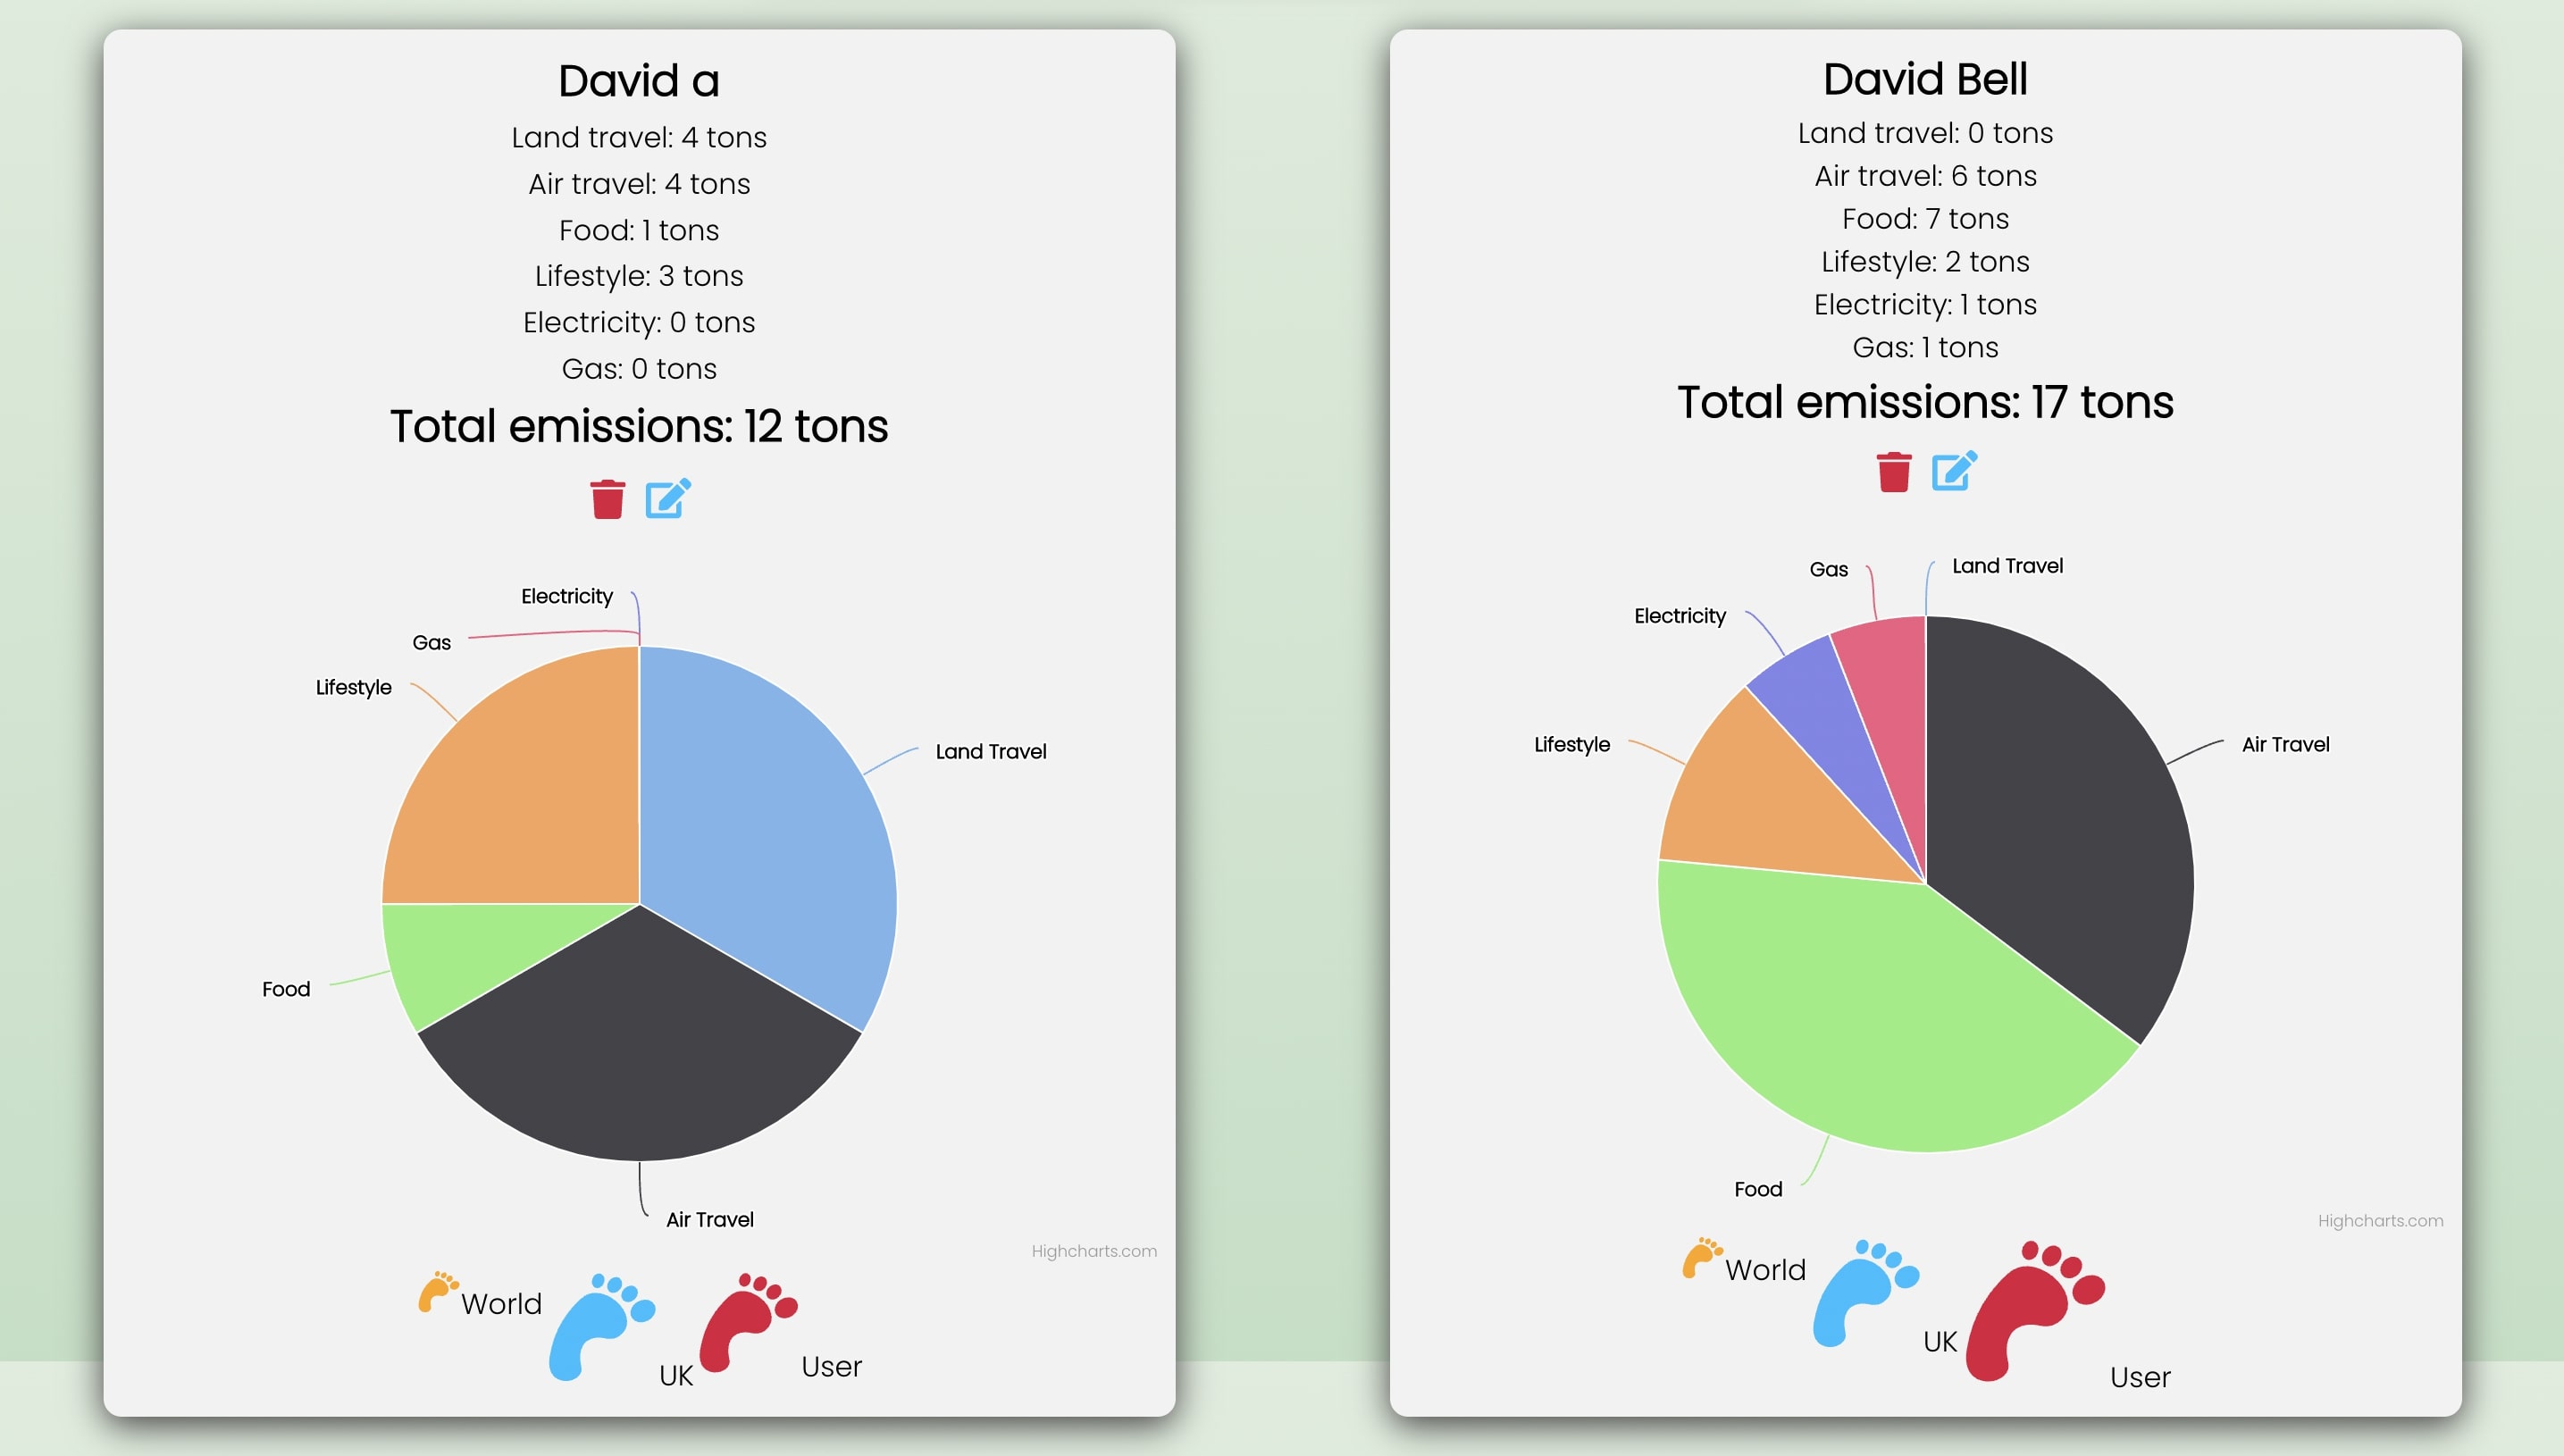 David a
Land travel: 4 tons
Air travel: 4 tons
Food: 1 tons
Lifestyle: 3 tons
Electricity: 0 tons
Gas: 0 tons
Total emissions: 12 tons
Electricity
Gas
Lifestyle
Land Travel
Food
Air Travel
Highcharts.com
World
UK
User
David Bell
Land travel: 0 tons
Air travel: 6 tons
Food: 7 tons
Lifestyle: 2 tons
Electricity: 1 tons
Gas: 1 tons
Total emissions: 17 tons
Gas
Land Travel
Electricity
Lifestyle
Air Travel
Food
Highcharts.com
World
UK
User